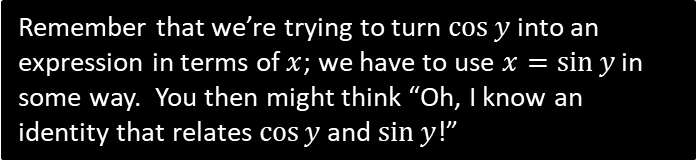 Remember that we’re trying to turn cos y into an
expression in terms of x; we have to use x = sin y in
some way.  You then might think “Oh, I know an
identity that relates cos y and sin y!”